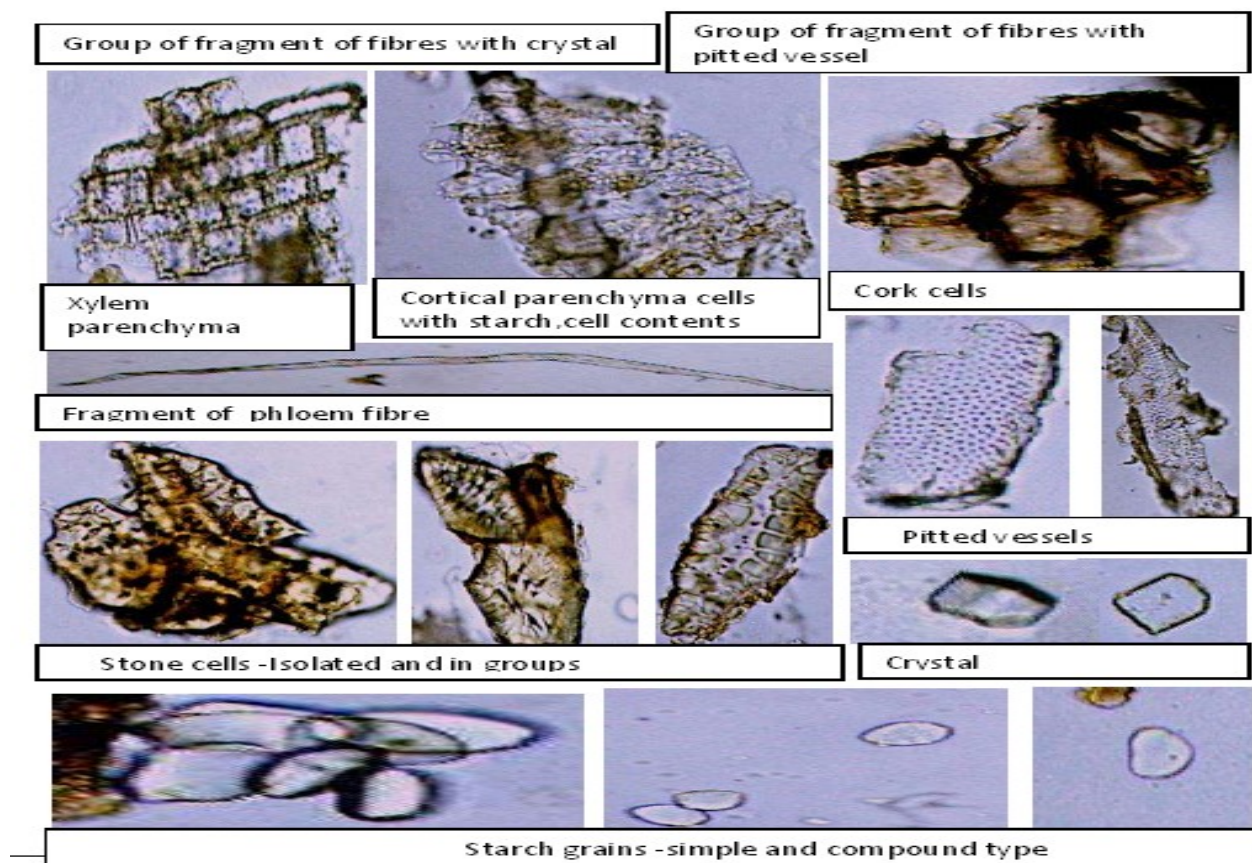 Group of fragment of fibres with crystal
Group of fragment of fibres with
pitted vessel
Xylem
parenchyma
Cortical parenchyma cells
with starch,cell contents
Cork cells
Fragment of phloem fibre
Pitted vessels
Stone cells -Isolated and in groups
Crystal
Starch grains -simple and compound type